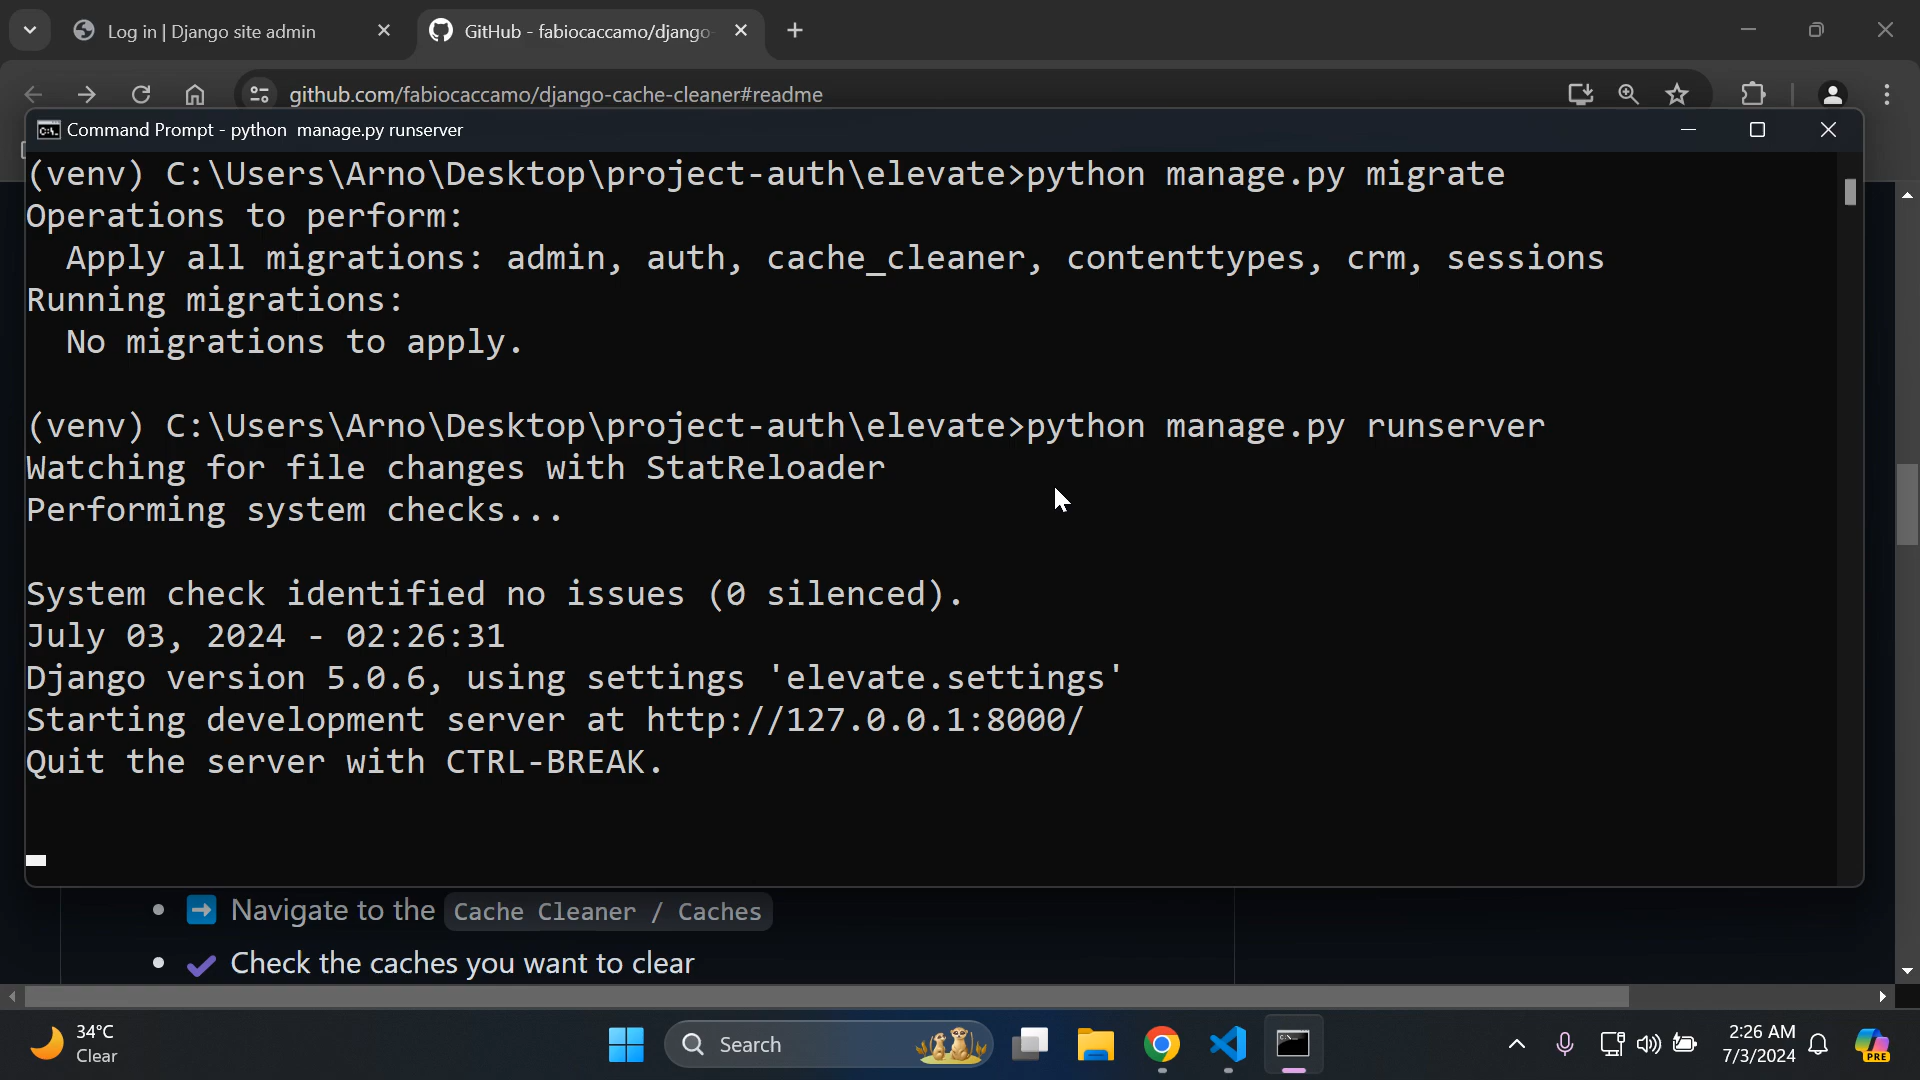 Log in | Django site admin
GitHub - fabiocaccamo/django-
github.com/fabiocaccamo/django-cache-cleaner#readme
Command Prompt - python  manage.py runserver
(venv) C:\Users\Arno\Desktop\project-auth\elevate>python manage.py migrate
Operations to perform:
  Apply all migrations: admin, auth, cache_cleaner, contenttypes, crm, sessions
Running migrations:
  No migrations to apply.
(venv) C:\Users\Arno\Desktop\project-auth\elevate>python manage.py runserver
Watching for file changes with StatReloader
Performing system checks...
System check identified no issues (0 silenced).
July 03, 2024 - 02:26:31
Django version 5.0.6, using settings 'elevate.settings'
Starting development server at http://127.0.0.1:8000/
Quit the server with CTRL-BREAK.
Navigate to the Cache Cleaner / Caches
Check the caches you want to clear
34°C
Clear
Search
2:26 AM
7/3/2024
PRE